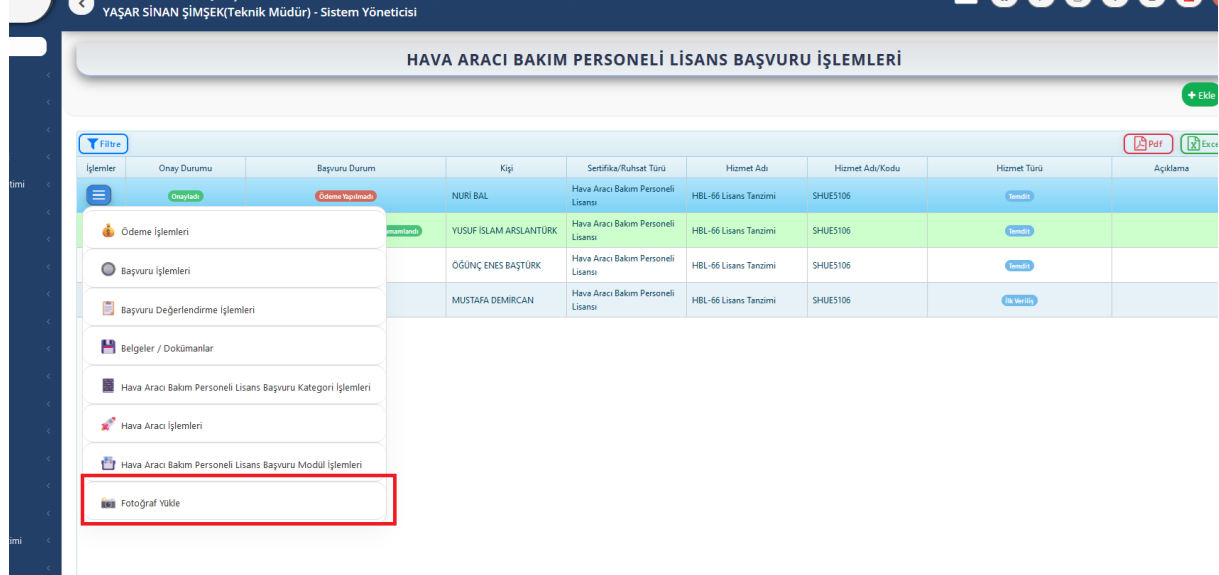 YAŞAR SİNAN ŞİMŞEK(Teknik Müdür) - Sistem Yöneticisi
HAVA ARACI BAKIM PERSONELİ LİSANS BAŞVURU İŞLEMLERİ
+ Ekle
Filtre
Pdf
İşlemler Onay Durumu Başvuru Durum Kişi Sertifika/Ruhsat Türü Hizmet Adı Hizmet Adı/Kodu Hizmet Türü Açıklama
Onayladı Ödeme Yapılmadı NURİ BAL Hava Aracı Bakım Personeli Lisansı HBL-66 Lisans Tanzimi SHUE5106 Temdit
YUSUF İSLAM ARSLANTÜRK Hava Aracı Bakım Personeli Lisansı HBL-66 Lisans Tanzimi SHUE5106 Temdit
ÖĞÜNÇ ENES BAŞTÜRK Hava Aracı Bakım Personeli Lisansı HBL-66 Lisans Tanzimi SHUE5106 Temdit
MUSTAFA DEMİRCAN Hava Aracı Bakım Personeli Lisansı HBL-66 Lisans Tanzimi SHUE5106 İlk Veriliş
Ödeme İşlemleri
Başvuru İşlemleri
Başvuru Değerlendirme İşlemleri
Belgeler / Dokümanlar
Hava Aracı Bakım Personeli Lisans Başvuru Kategori İşlemleri
Hava Aracı İşlemleri
Hava Aracı Bakım Personeli Lisans Başvuru Modül İşlemleri
Fotoğraf Yükle